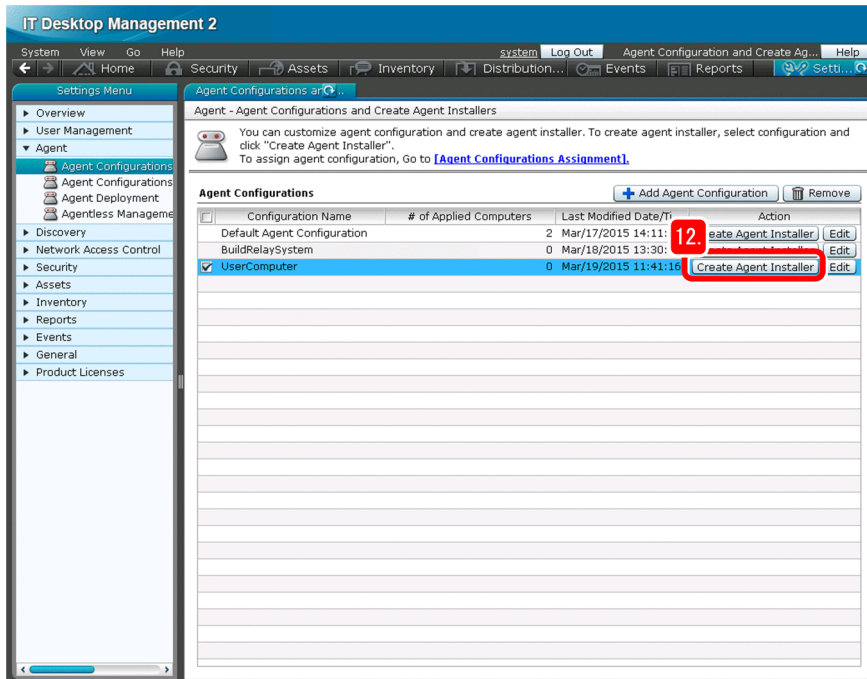 IT Desktop Management 2
System View Go Help system Log Out Agent Configuration and Create Ag... Help
Home Security Assets Inventory Distribution... Events Reports Setti...
Settings Menu
Agent Configurations an ..
Overview
User Management
Agent
Agent Configurations
Agent Configurations
Agent Deployment
Agentless Manageme
Discovery
Network Access Control
Security
Assets
Inventory
Reports
Events
General
Product Licenses
Agent - Agent Configurations and Create Agent Installers
You can customize agent configuration and create agent installer. To create agent installer, select configuration and
click "Create Agent Installer".
To assign agent configuration, Go to [Agent Configurations Assignment].
Agent Configurations
Add Agent Configuration Remove
Configuration Name # of Applied Computers Last Modified Date/Ti Action
Default Agent Configuration 2 Mar/17/2015 14:11: eate Agent Installer Edit
BuildRelaySystem 0 Mar/18/2015 13:30: Create Agent Installer Edit
UserComputer 0 Mar/19/2015 11:41:16 Create Agent Installer Edit
12.